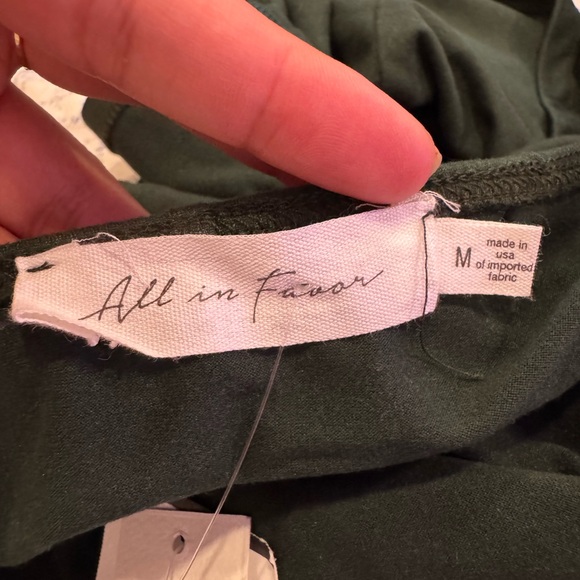 All in Favor
M
made in
usa
of imported
fabric